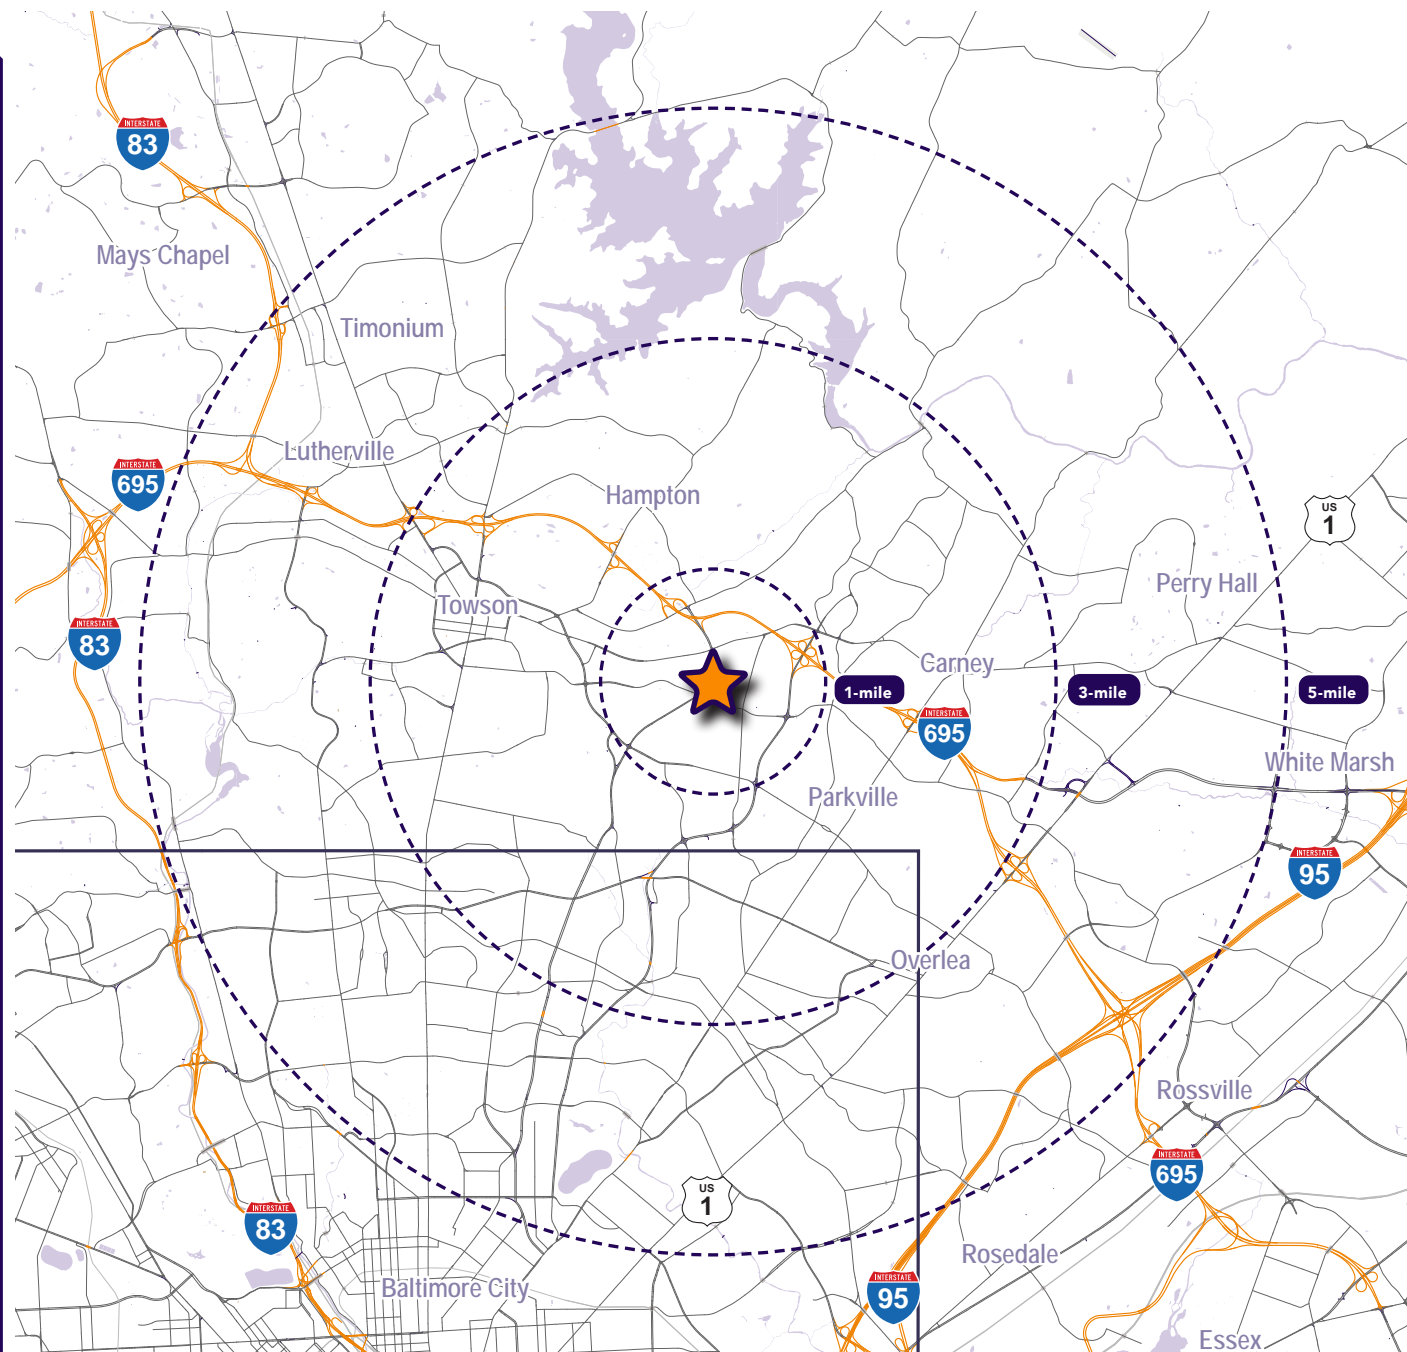 INTERSTATE
83
Mays Chapel
Timonium
Lutherville
INTERSTATE
695
Hampton
US
1
Perry Hall
Towson
INTERSTATE
83
Carney
1-mile
3-mile
5-mile
INTERSTATE
695
White Marsh
Parkville
INTERSTATE
95
Overlea
Rossville
INTERSTATE
695
US
1
INTERSTATE
83
Rosedale
Baltimore City
INTERSTATE
95
Essex